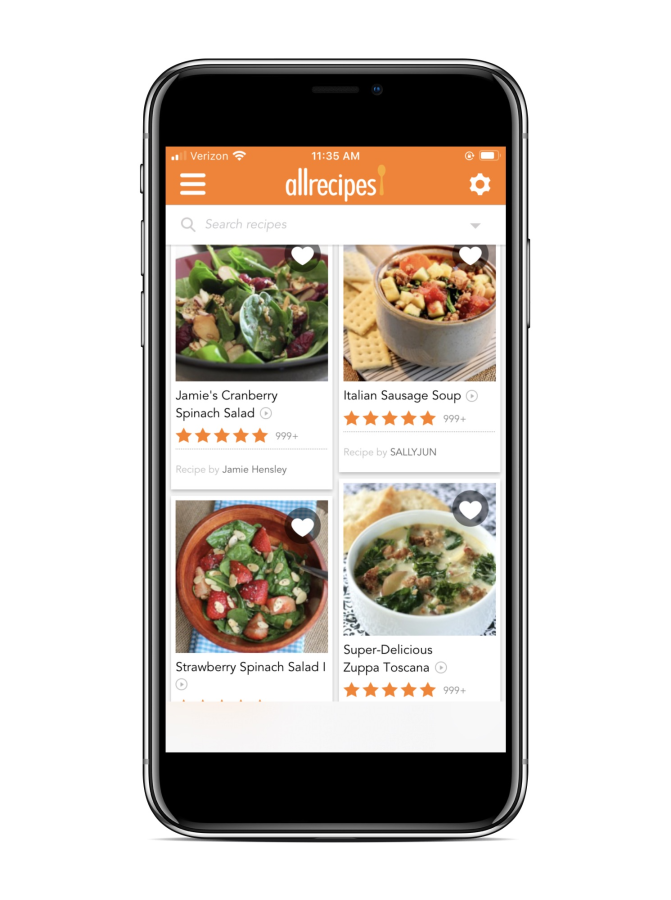 Verizon
11:35 AM
allrecipes
Search recipes
Jamie's Cranberry
Spinach Salad
999+
Recipe by Jamie Hensley
Italian Sausage Soup
999+
Recipe by SALLYJUN
Strawberry Spinach Salad I
Super-Delicious
Zuppa Toscana
999+